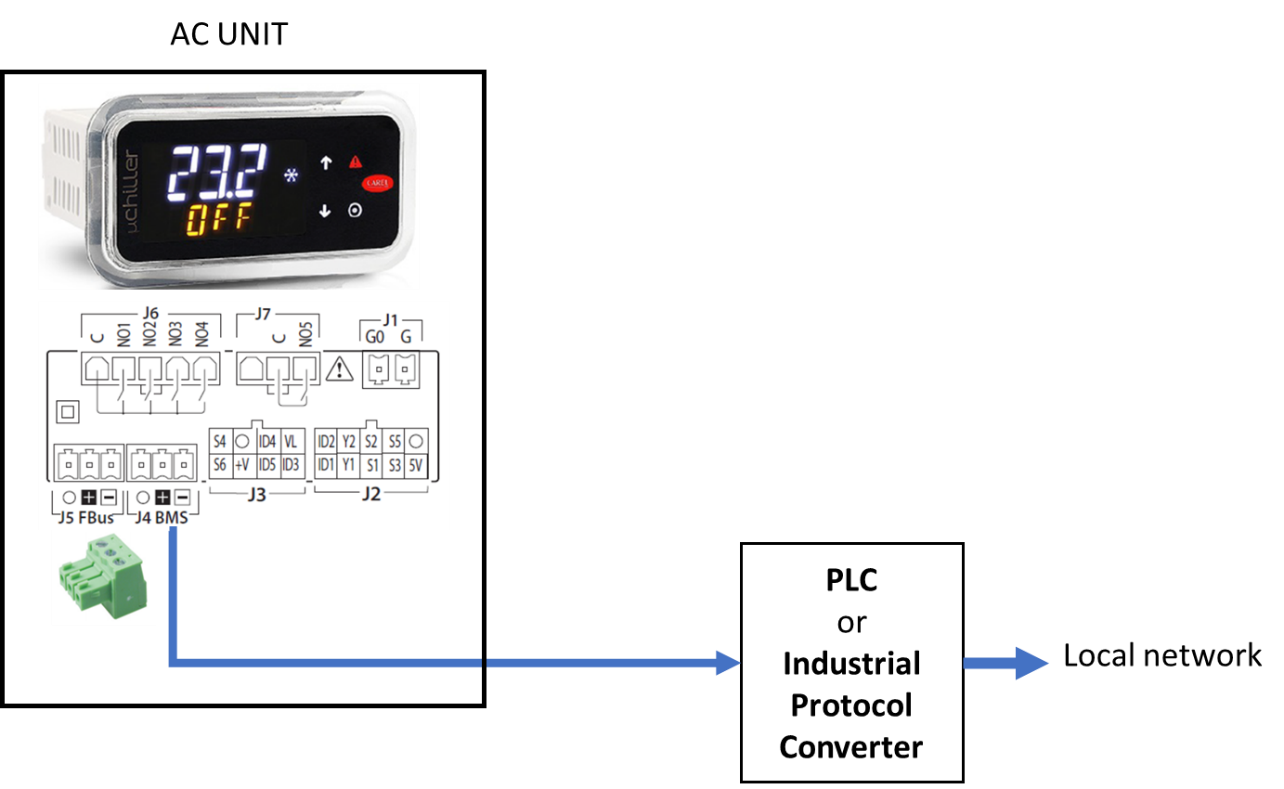 AC UNIT
µchiller
23.2
OFF
CAREL
J6
J7
J1
C
NO1
NO2
NO3
NO4
C
NO5
G0 G
S4 ID4 VL
S6 +V ID5 ID3
J3
ID2 Y2 S2 S5
ID1 Y1 S1 S3 5V
J2
J5 FBus
J4 BMS
PLC
or
Industrial
Protocol
Converter
Local network